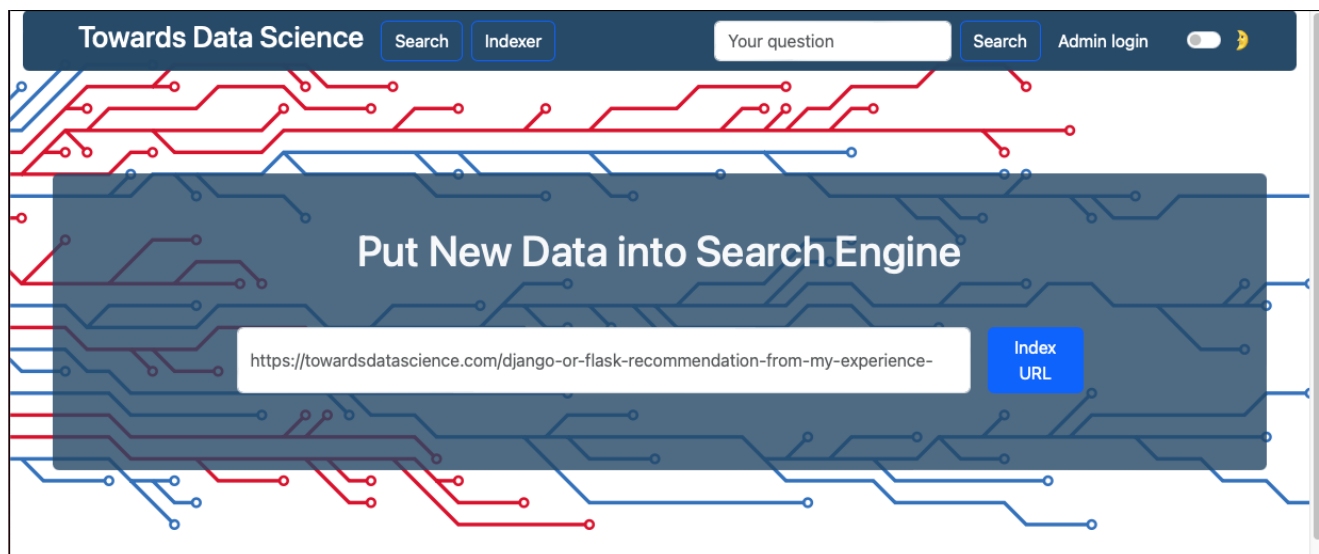 Towards Data Science Search Indexer Your question Search Admin login
Put New Data into Search Engine
https://towardsdatascience.com/django-or-flask-recommendation-from-my-experience-
Index
URL